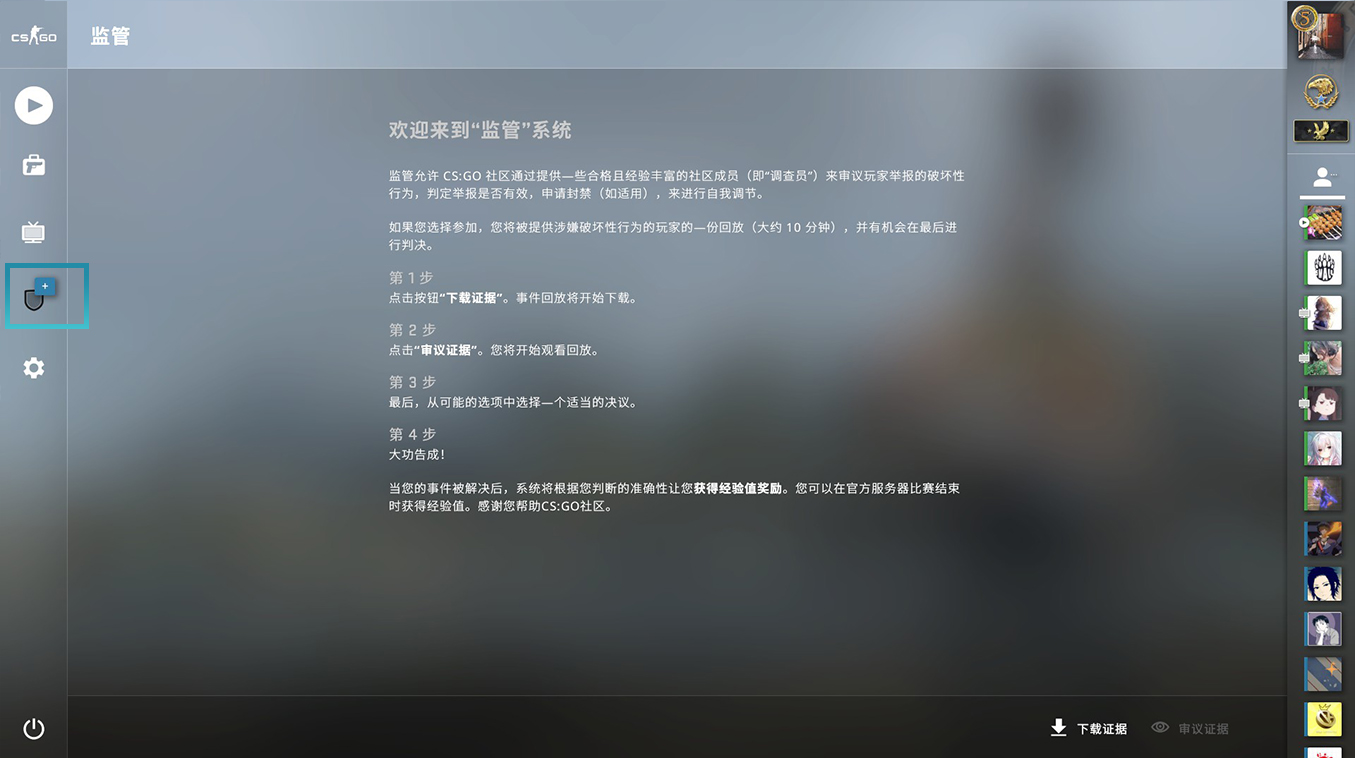 CS GO
监管
欢迎来到“监管”系统
监管允许 CS:GO 社区通过提供一些合格且经验丰富的社区成员（即“调查员”）来审议玩家举报的破坏性
行为，判定举报是否有效，申请封禁（如适用），来进行自我调节。
如果您选择参加，您将被提供涉嫌破坏性行为的玩家的一份回放（大约 10 分钟），并有机会在最后进
行判决。
第 1 步
点击按钮“下载证据”。事件回放将开始下载。
第 2 步
点击“审议证据”。您将开始观看回放。
第 3 步
最后，从可能的选项中选择一个适当的决议。
第 4 步
大功告成！
当您的事件被解决后，系统将根据您判断的准确性让您获得经验值奖励。您可以在官方服务器比赛结束
时获得经验值。感谢您帮助CS:GO社区。
下载证据
审议证据
5